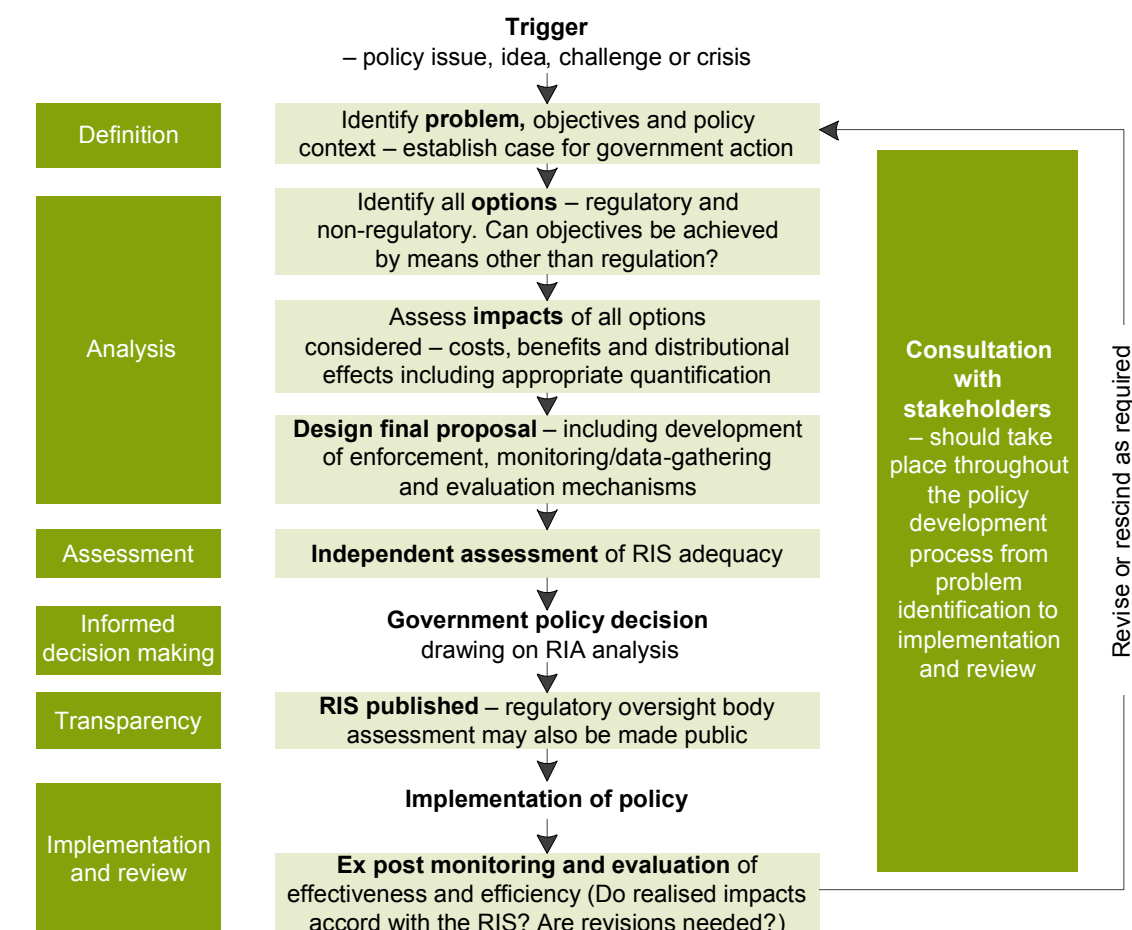 Trigger
– policy issue, idea, challenge or crisis
Definition
Identify problem, objectives and policy
context – establish case for government action
Analysis
Identify all options – regulatory and
non-regulatory. Can objectives be achieved
by means other than regulation?
Assess impacts of all options
considered – costs, benefits and distributional
effects including appropriate quantification
Design final proposal – including development
of enforcement, monitoring/data-gathering
and evaluation mechanisms
Assessment
Independent assessment of RIS adequacy
Informed
decision making
Government policy decision
drawing on RIA analysis
Transparency
RIS published – regulatory oversight body
assessment may also be made public
Implementation
and review
Implementation of policy
Ex post monitoring and evaluation of
effectiveness and efficiency (Do realised impacts
accord with the RIS? Are revisions needed?)
Consultation
with
stakeholders
– should take
place throughout
the policy
development
process from
problem
identification to
implementation
and review
Revise or rescind as required